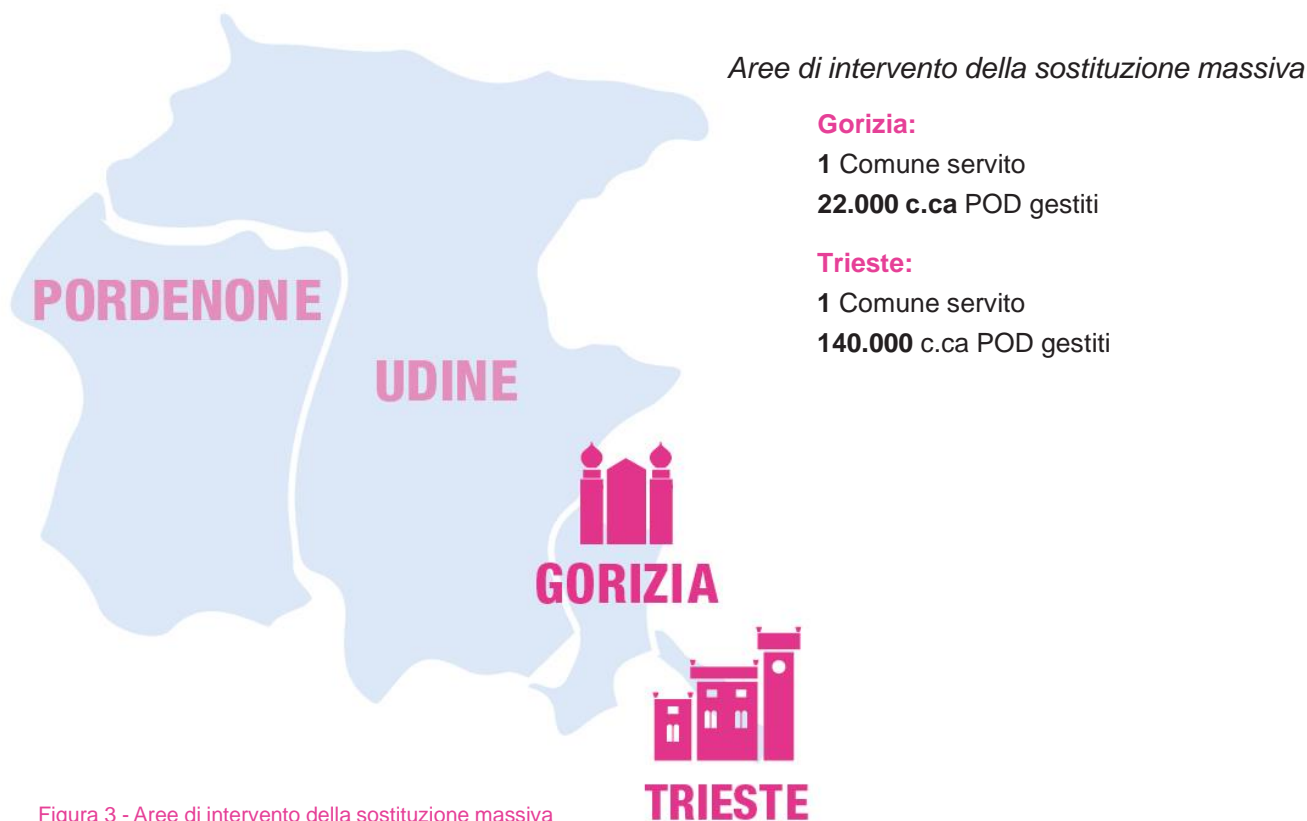 Aree di intervento della sostituzione massiva
Gorizia:
1 Comune servito
22.000 c.ca POD gestiti
Trieste:
1 Comune servito
140.000 c.ca POD gestiti
PORDENONE
UDINE
GORIZIA
TRIESTE
Figura 3 - Aree di intervento della sostituzione massiva